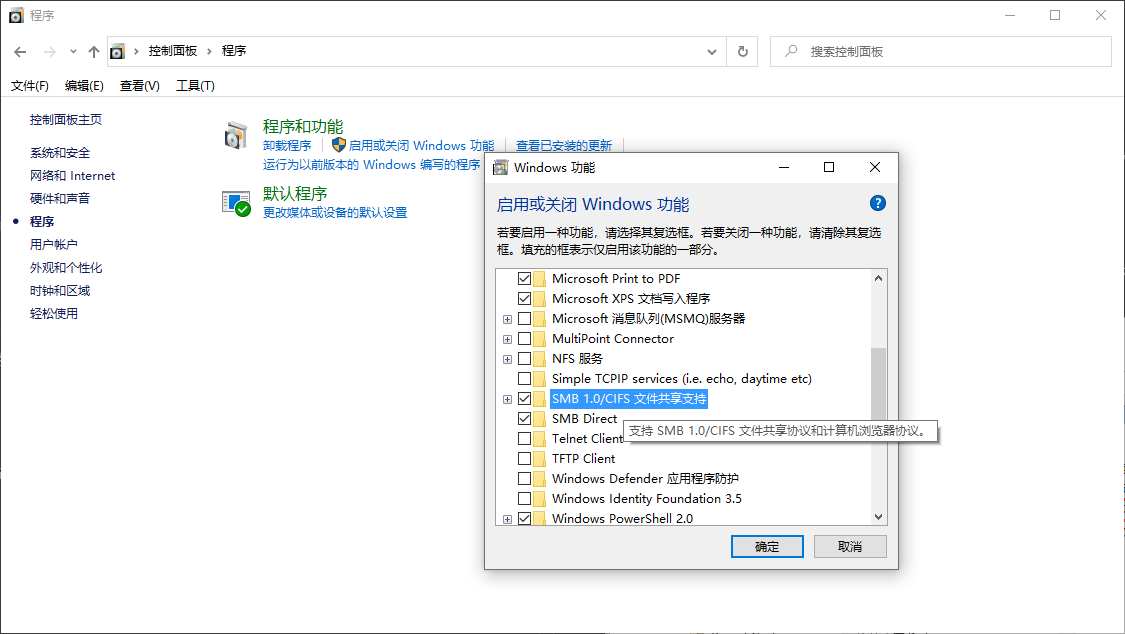 程序
控制面板 程序
搜索控制面板
文件(F) 编辑(E) 查看(V) 工具(T)
控制面板主页
系统和安全
网络和 Internet
硬件和声音
程序
用户帐户
外观和个性化
时钟和区域
轻松使用
程序和功能
卸载程序 启用或关闭 Windows 功能 查看已安装的更新
运行为以前版本的 Windows 编写的程序
默认程序
更改媒体或设备的默认设置
Windows 功能
启用或关闭 Windows 功能
若要启用一种功能，请选择其复选框。若要关闭一种功能，请清除其复选
框。填充的框表示仅启用该功能的一部分。
Microsoft Print to PDF
Microsoft XPS 文档写入程序
Microsoft 消息队列(MSMQ)服务器
MultiPoint Connector
NFS 服务
Simple TCPIP services (i.e. echo, daytime etc)
SMB 1.0/CIFS 文件共享支持
SMB Direct
支持 SMB 1.0/CIFS 文件共享协议和计算机浏览器协议。
Telnet Client
TFTP Client
Windows Defender 应用程序防护
Windows Identity Foundation 3.5
Windows PowerShell 2.0
确定 取消